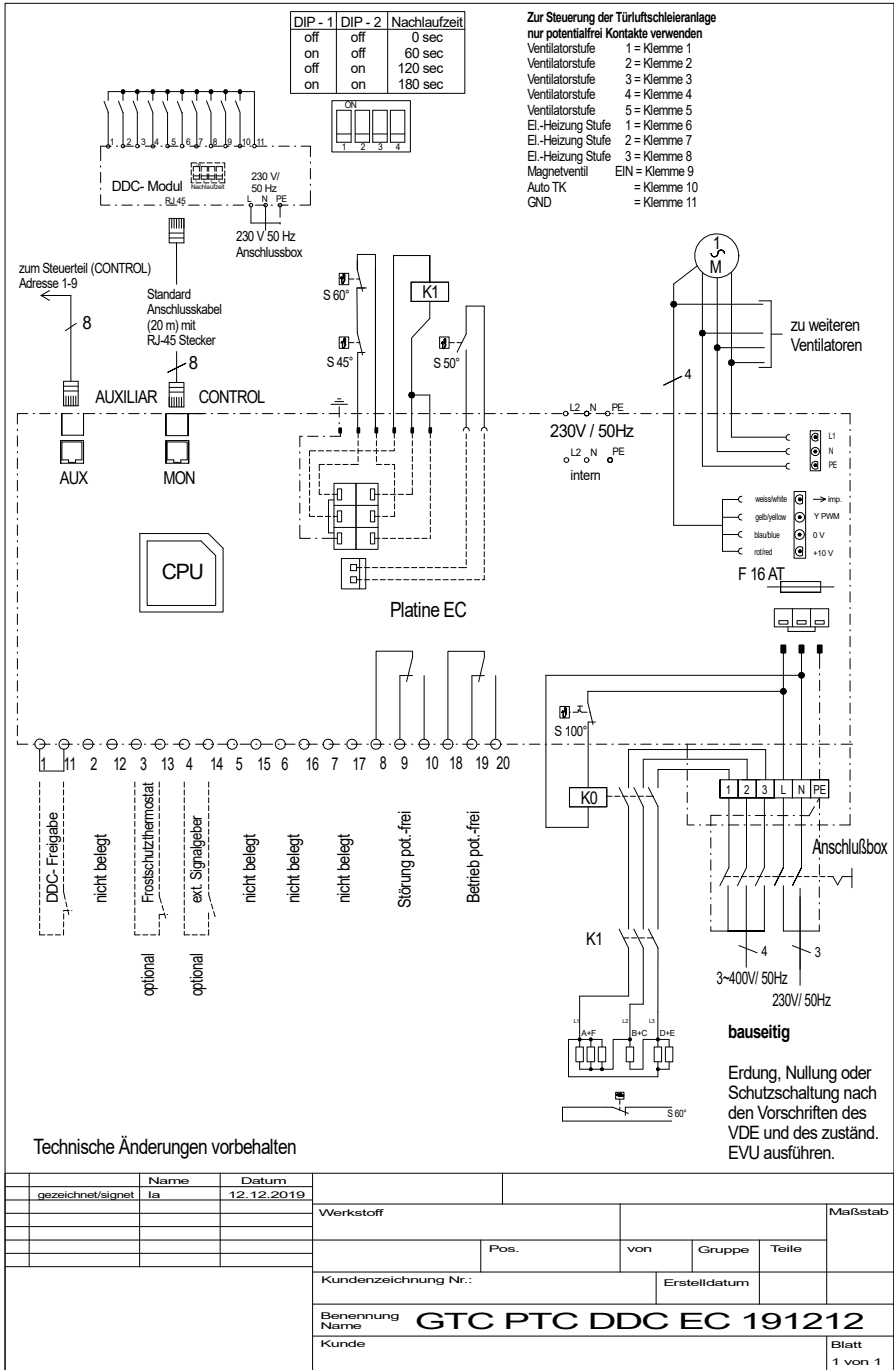 DIP - 1 DIP - 2 Nachlaufzeit
off off 0 sec
on off 60 sec
off on 120 sec
on on 180 sec
ON
1 2 3 4
Zur Steuerung der Türluftschleieranlage
nur potentialfrei Kontakte verwenden
Ventilatorstufe 1 = Klemme 1
Ventilatorstufe 2 = Klemme 2
Ventilatorstufe 3 = Klemme 3
Ventilatorstufe 4 = Klemme 4
Ventilatorstufe 5 = Klemme 5
El.-Heizung Stufe 1 = Klemme 6
El.-Heizung Stufe 2 = Klemme 7
El.-Heizung Stufe 3 = Klemme 8
Magnetventil EIN = Klemme 9
Auto TK = Klemme 10
GND = Klemme 11
1 2 3 4 5 6 7 8 9 10 11
DDC- Modul
Nachlaufzeit
RJ 45
230 V/
50 Hz
L N PE
230 V 50 Hz
Anschlussbox
zum Steuerteil (CONTROL)
Adresse 1-9
8
Standard
Anschlusskabel
(20 m) mit
RJ-45 Stecker
8
AUXILIAR CONTROL
AUX MON
S 60°
S 45°
K1
S 50°
1
M
zu weiteren
Ventilatoren
4
L2 N PE
230V / 50Hz
L2 N PE
intern
L1
N
PE
weiss/white imp.
gelb/yellow Y PWM
blau/blue 0 V
rot/red +10 V
F 16 AT
CPU
Platine EC
S 100°
1 11 2 12 3 13 4 14 5 15 6 16 7 17 8 9 10 18 19 20
DDC- Freigabe
nicht belegt
Frostschutzthermostat
optional
ext. Signalgeber
optional
nicht belegt
nicht belegt
nicht belegt
Störung pot.-frei
Betrieb pot.-frei
K0
1 2 3 L N PE
Anschlußbox
K1
4
3~400V/ 50Hz
3
230V/ 50Hz
L1 L2 L3
A+F B+C D+E
S 60°
bauseitig
Erdung, Nullung oder
Schutzschaltung nach
den Vorschriften des
VDE und des zuständ.
EVU ausführen.
Technische Änderungen vorbehalten
Name Datum
gezeichnet/signet la 12.12.2019
Werkstoff Maßstab
Pos. von Gruppe Teile
Kundenzeichnung Nr.: Erstelldatum
Benennung
Name GTC PTC DDC EC 191212
Kunde Blatt
1 von 1